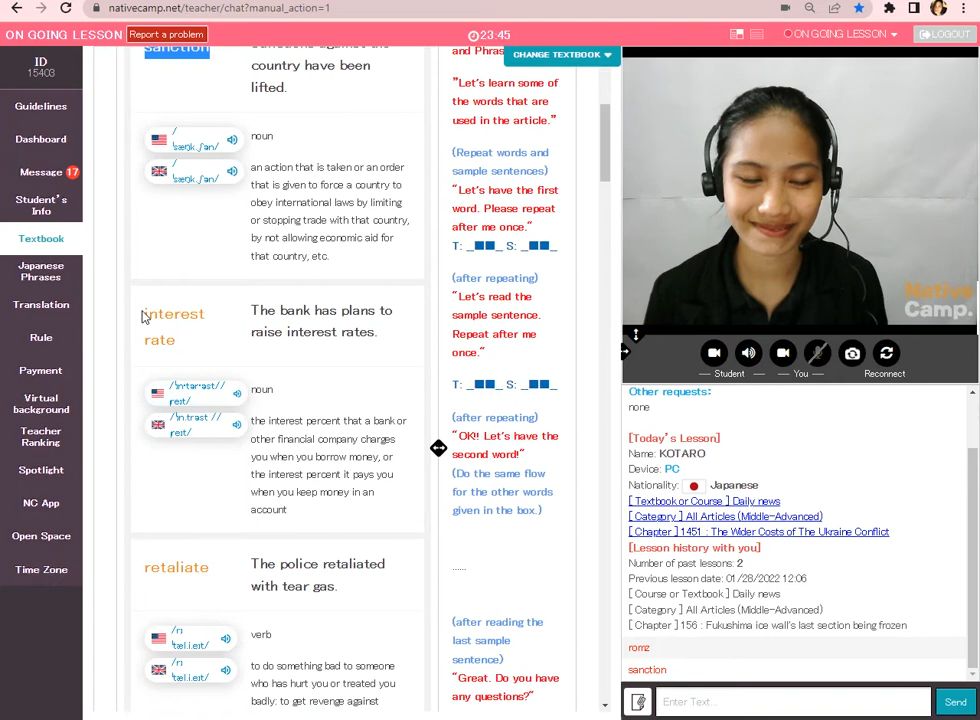 nativecamp.net/teacher/chat?manual_action=1
ON GOING LESSON
Report a problem
23:45
ON GOING LESSON
LOGOUT
ID
15403
Guidelines
Dashboard
Message 17
Student's
Info
Textbook
Japanese
Phrases
Translation
Rule
Payment
Virtual
background
Teacher
Ranking
Spotlight
NC App
Open Space
Time Zone
sanction
Sanctions against the
country have been
lifted.
noun
an action that is taken or an order
that is given to force a country to
obey international laws by limiting
or stopping trade with that country,
by not allowing economic aid for
that country, etc.
interest
rate
The bank has plans to
raise interest rates.
noun
the interest percent that a bank or
other financial company charges
you when you borrow money, or
the interest percent it pays you
when you keep money in an
account
retaliate
The police retaliated
with tear gas.
verb
to do something bad to someone
who has hurt you or treated you
badly: to get revenge against
CHANGE TEXTBOOK
and Phras
"Let's learn some of
the words that are
used in the article."
(Repeat words and
sample sentences)
"Let's have the first
word. Please repeat
after me once."
T: _■■_ S: _■■_
(after repeating)
"Let's read the
sample sentence.
Repeat after me
once."
T: _■■_ S: _■■_
(after repeating)
"OK!! Let's have the
second word!"
(Do the same flow
for the other words
given in the box.)
......
(after reading the
last sample
sentence)
"Great. Do you have
any questions?"
Native
Camp.
Student
You
Reconnect
Other requests:
none
[Today's Lesson]
Name: KOTARO
Device: PC
Nationality: Japanese
[ Textbook or Course ] Daily news
[ Category ] All Articles (Middle-Advanced)
[ Chapter ] 1451 : The Wider Costs of The Ukraine Conflict
[Lesson history with you]
Number of past lessons: 2
Previous lesson date: 01/28/2022 12:06
[ Course or Textbook ] Daily news
[ Category ] All Articles (Middle-Advanced)
[ Chapter ] 156 : Fukushima ice wall's last section being frozen
romz
sanction
Enter Text...
Send